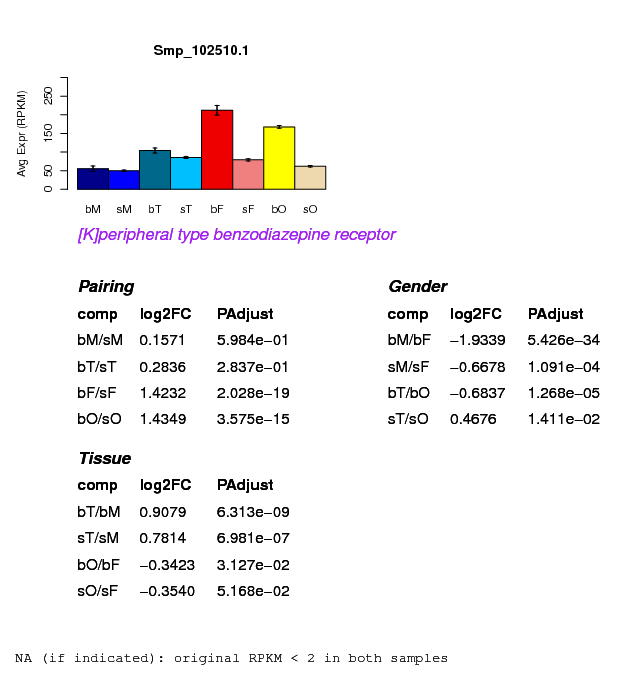 Smp_102510.1
Avg Expr (RPKM)
0 50 150 250
bM sM bT sT bF sF bO sO
[K]peripheral type benzodiazepine receptor
Pairing
comp log2FC PAdjust
bM/sM 0.1571 5.984e−01
bT/sT 0.2836 2.837e−01
bF/sF 1.4232 2.028e−19
bO/sO 1.4349 3.575e−15
Gender
comp log2FC PAdjust
bM/bF −1.9339 5.426e−34
sM/sF −0.6678 1.091e−04
bT/bO −0.6837 1.268e−05
sT/sO 0.4676 1.411e−02
Tissue
comp log2FC PAdjust
bT/bM 0.9079 6.313e−09
sT/sM 0.7814 6.981e−07
bO/bF −0.3423 3.127e−02
sO/sF −0.3540 5.168e−02
NA (if indicated): original RPKM < 2 in both samples